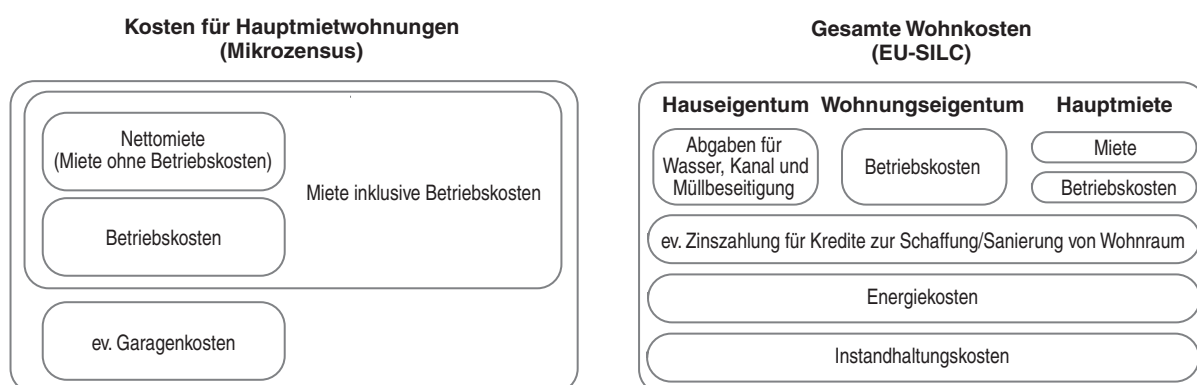 Kosten für Hauptmietwohnungen
(Mikrozensus)
Nettomiete
(Miete ohne Betriebskosten)
Miete inklusive Betriebskosten
Betriebskosten
ev. Garagenkosten
Gesamte Wohnkosten
(EU-SILC)
Hauseigentum Wohnungseigentum Hauptmiete
Abgaben für
Wasser, Kanal und
Müllbeseitigung
Betriebskosten
Miete
Betriebskosten
ev. Zinszahlung für Kredite zur Schaffung/Sanierung von Wohnraum
Energiekosten
Instandhaltungskosten